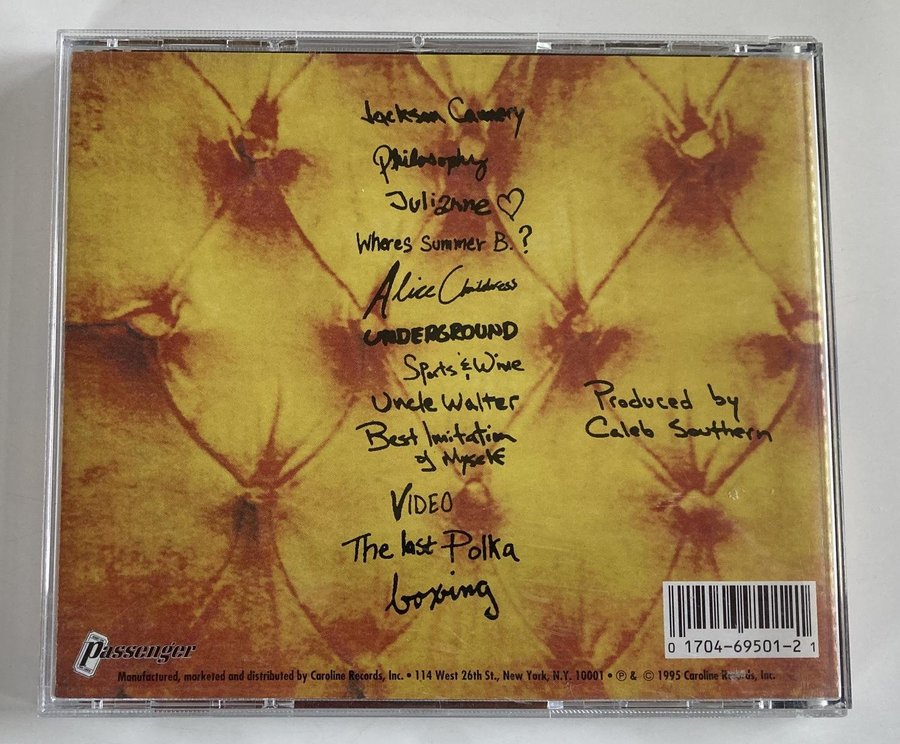 Jackson Cannery
Philosophy
Julianne ♡
Wheres Summer B. ?
Alice Childress
UNDERGROUND
Sports & Wine
Uncle Walter
Best Imitation
of Myself
VIDEO
The last Polka
boxing
Produced by
Caleb Southern
Passenger
0 1704-69501-2 1
Manufactured, marketed and distributed by Caroline Records, Inc. • 114 West 26th St., New York, N.Y. 10001 • ℗ & © 1995 Caroline Records, Inc.